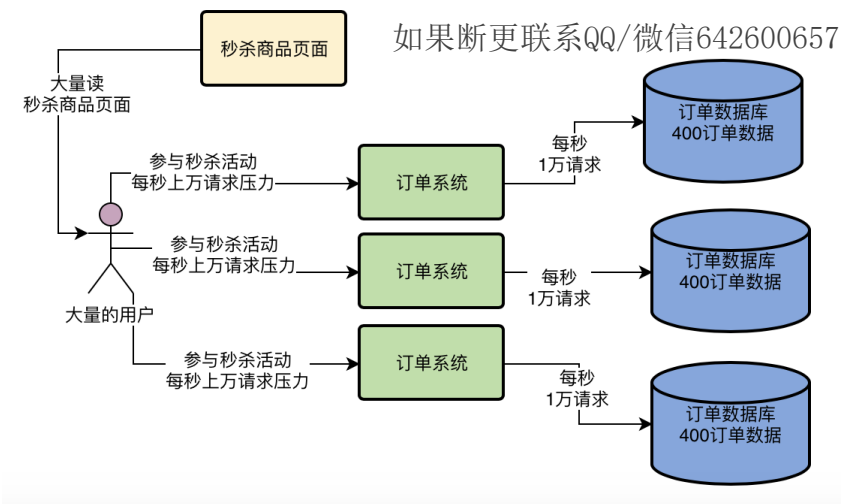 秒杀商品页面
如果断更联系QQ/微信642600657
大量读
秒杀商品页面
订单数据库
400订单数据
每秒
1万请求
参与秒杀活动
每秒上万请求压力
订单系统
参与秒杀活动
每秒上万请求压力
订单系统
每秒
1万请求
订单数据库
400订单数据
大量的用户
参与秒杀活动
每秒上万请求压力
订单系统
每秒
1万请求
订单数据库
400订单数据